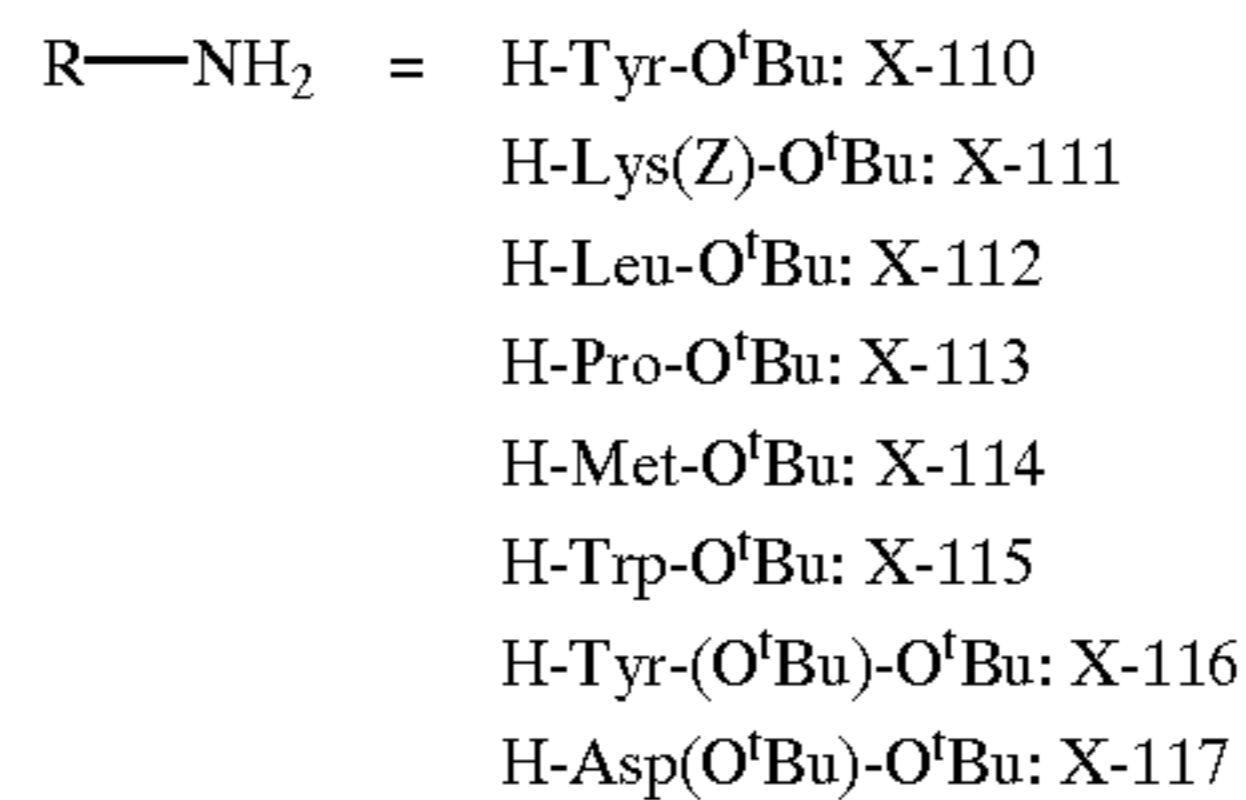 R—NH₂ = H-Tyr-OᵗBu: X-110
H-Lys(Z)-OᵗBu: X-111
H-Leu-OᵗBu: X-112
H-Pro-OᵗBu: X-113
H-Met-OᵗBu: X-114
H-Trp-OᵗBu: X-115
H-Tyr-(OᵗBu)-OᵗBu: X-116
H-Asp(OᵗBu)-OᵗBu: X-117